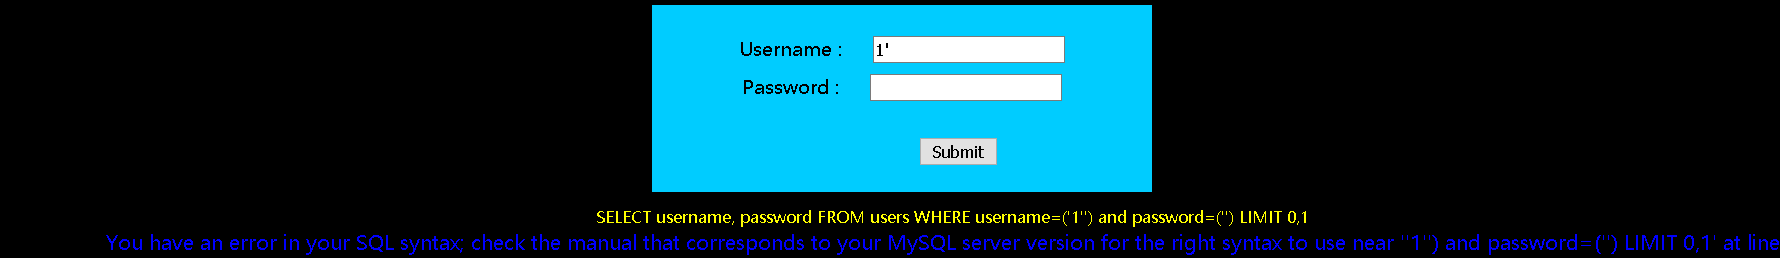 Username :
1'
Password :
Submit
SELECT username, password FROM users WHERE username=('1'') and password=('') LIMIT 0,1
You have an error in your SQL syntax; check the manual that corresponds to your MySQL server version for the right syntax to use near ''1'') and password=('') LIMIT 0,1' at line